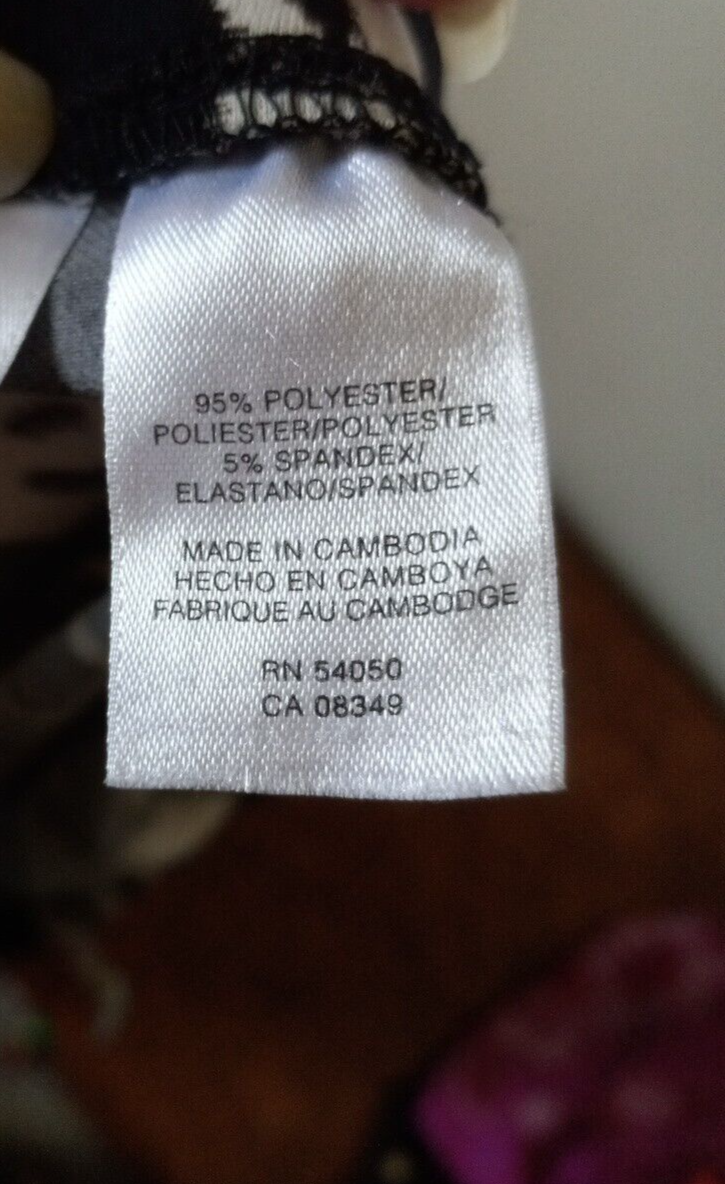 95% POLYESTER/
POLIESTER/POLYESTER
5% SPANDEX/
ELASTANO/SPANDEX
MADE IN CAMBODIA
HECHO EN CAMBOYA
FABRIQUE AU CAMBODGE
RN 54050
CA 08349